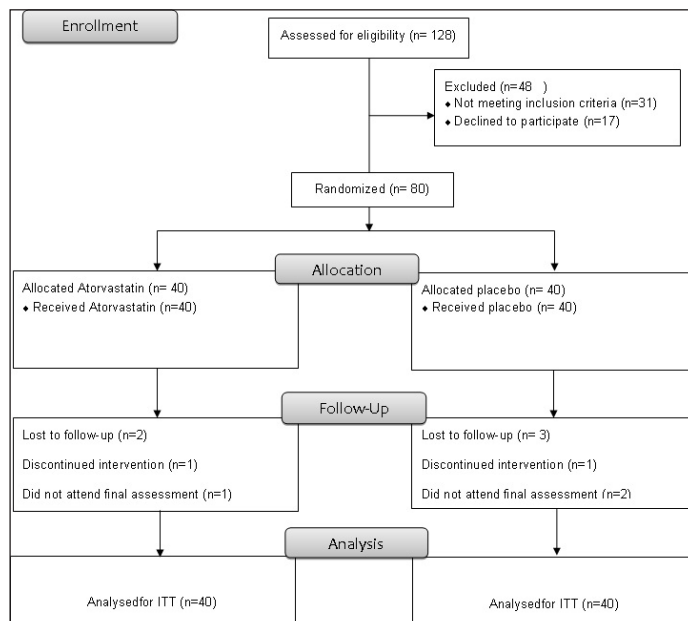 Enrollment
Assessed for eligibility (n= 128)
Excluded (n=48 )
♦ Not meeting inclusion criteria (n=31)
♦ Declined to participate (n=17)
Randomized (n= 80)
Allocation
Allocated Atorvastatin (n= 40)
♦ Received Atorvastatin (n=40)
Allocated placebo (n= 40)
♦ Received placebo (n= 40)
Follow-Up
Lost to follow-up (n=2)
Discontinued intervention (n=1)
Did not attend final assessment (n=1)
Lost to follow-up (n= 3)
Discontinued intervention (n=1)
Did not attend final assessment (n=2)
Analysis
Analysedfor ITT (n=40)
Analysedfor ITT (n=40)